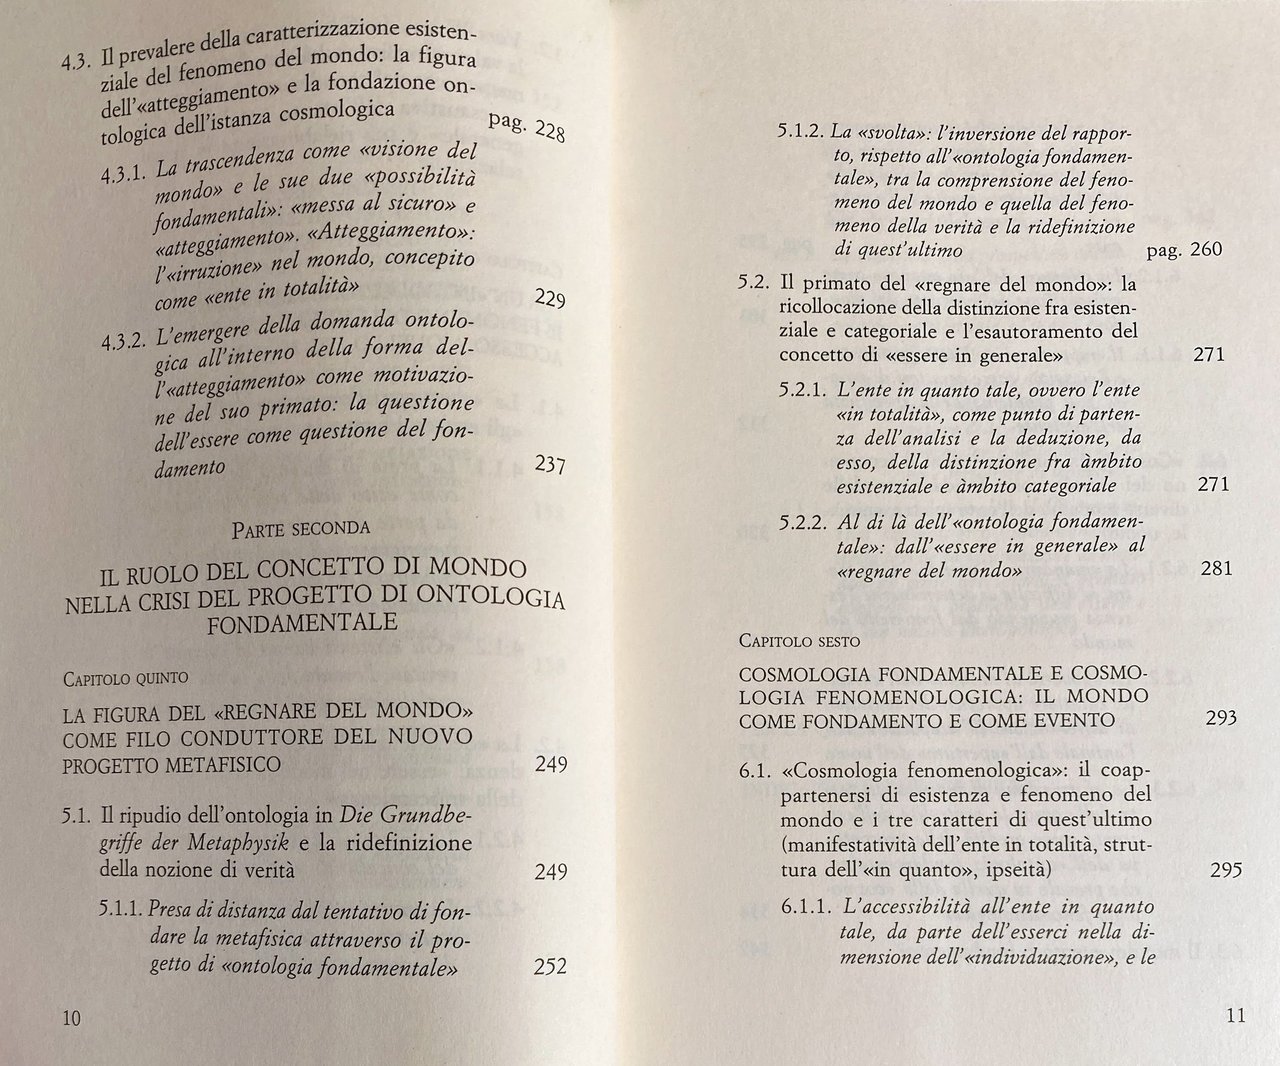 4.3. Il prevalere della caratterizzazione esisten-
ziale del fenomeno del mondo: la figura
dell'«atteggiamento» e la fondazione on-
tologica dell'istanza cosmologica pag. 228
4.3.1. La trascendenza come «visione del
mondo» e le sue due «possibilità
fondamentali»: «messa al sicuro» e
«atteggiamento». «Atteggiamento»:
l'«irruzione» nel mondo, concepito
come «ente in totalità» 229
4.3.2. L'emergere della domanda ontolo-
gica all'interno della forma del-
l'«atteggiamento» come motivazio-
ne del suo primato: la questione
dell'essere come questione del fon-
damento 237
PARTE SECONDA
IL RUOLO DEL CONCETTO DI MONDO
NELLA CRISI DEL PROGETTO DI ONTOLOGIA
FONDAMENTALE
CAPITOLO QUINTO
LA FIGURA DEL «REGNARE DEL MONDO»
COME FILO CONDUTTORE DEL NUOVO
PROGETTO METAFISICO 249
5.1. Il ripudio dell'ontologia in Die Grundbe-
griffe der Metaphysik e la ridefinizione
della nozione di verità 249
5.1.1. Presa di distanza dal tentativo di fon-
dare la metafisica attraverso il pro-
getto di «ontologia fondamentale» 252
10
5.1.2. La «svolta»: l'inversione del rappor-
to, rispetto all'«ontologia fondamen-
tale», tra la comprensione del feno-
meno del mondo e quella del feno-
meno della verità e la ridefinizione
di quest'ultimo pag. 260
5.2. Il primato del «regnare del mondo»: la
ricollocazione della distinzione fra esisten-
ziale e categoriale e l'esautoramento del
concetto di «essere in generale» 271
5.2.1. L'ente in quanto tale, ovvero l'ente
«in totalità», come punto di parten-
za dell'analisi e la deduzione, da
esso, della distinzione fra àmbito
esistenziale e àmbito categoriale 271
5.2.2. Al di là dell'«ontologia fondamen-
tale»: dall'«essere in generale» al
«regnare del mondo» 281
CAPITOLO SESTO
COSMOLOGIA FONDAMENTALE E COSMO-
LOGIA FENOMENOLOGICA: IL MONDO
COME FONDAMENTO E COME EVENTO 293
6.1. «Cosmologia fenomenologica»: il coap-
partenersi di esistenza e fenomeno del
mondo e i tre caratteri di quest'ultimo
(manifestatività dell'ente in totalità, strut-
tura dell'«in quanto», ipseità) 295
6.1.1. L'accessibilità all'ente in quanto
tale, da parte dell'esserci nella di-
mensione dell'«individuazione», e le
11